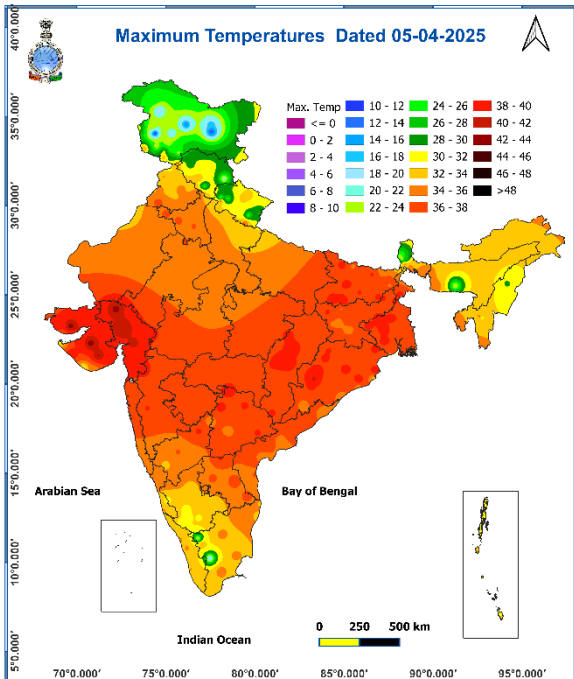 Maximum Temperatures Dated 05-04-2025
Max. Temp
<= 0
0 - 2
2 - 4
4 - 6
6 - 8
8 - 10
10 - 12
12 - 14
14 - 16
16 - 18
18 - 20
20 - 22
22 - 24
24 - 26
26 - 28
28 - 30
30 - 32
32 - 34
34 - 36
36 - 38
38 - 40
40 - 42
42 - 44
44 - 46
46 - 48
>48
40°0.000'
35°0.000'
30°0.000'
25°0.000'
20°0.000'
15°0.000'
10°0.000'
5°0.000'
Arabian Sea
Bay of Bengal
Indian Ocean
0 250 500 km
70°0.000' 75°0.000' 80°0.000' 85°0.000' 90°0.000' 95°0.000'